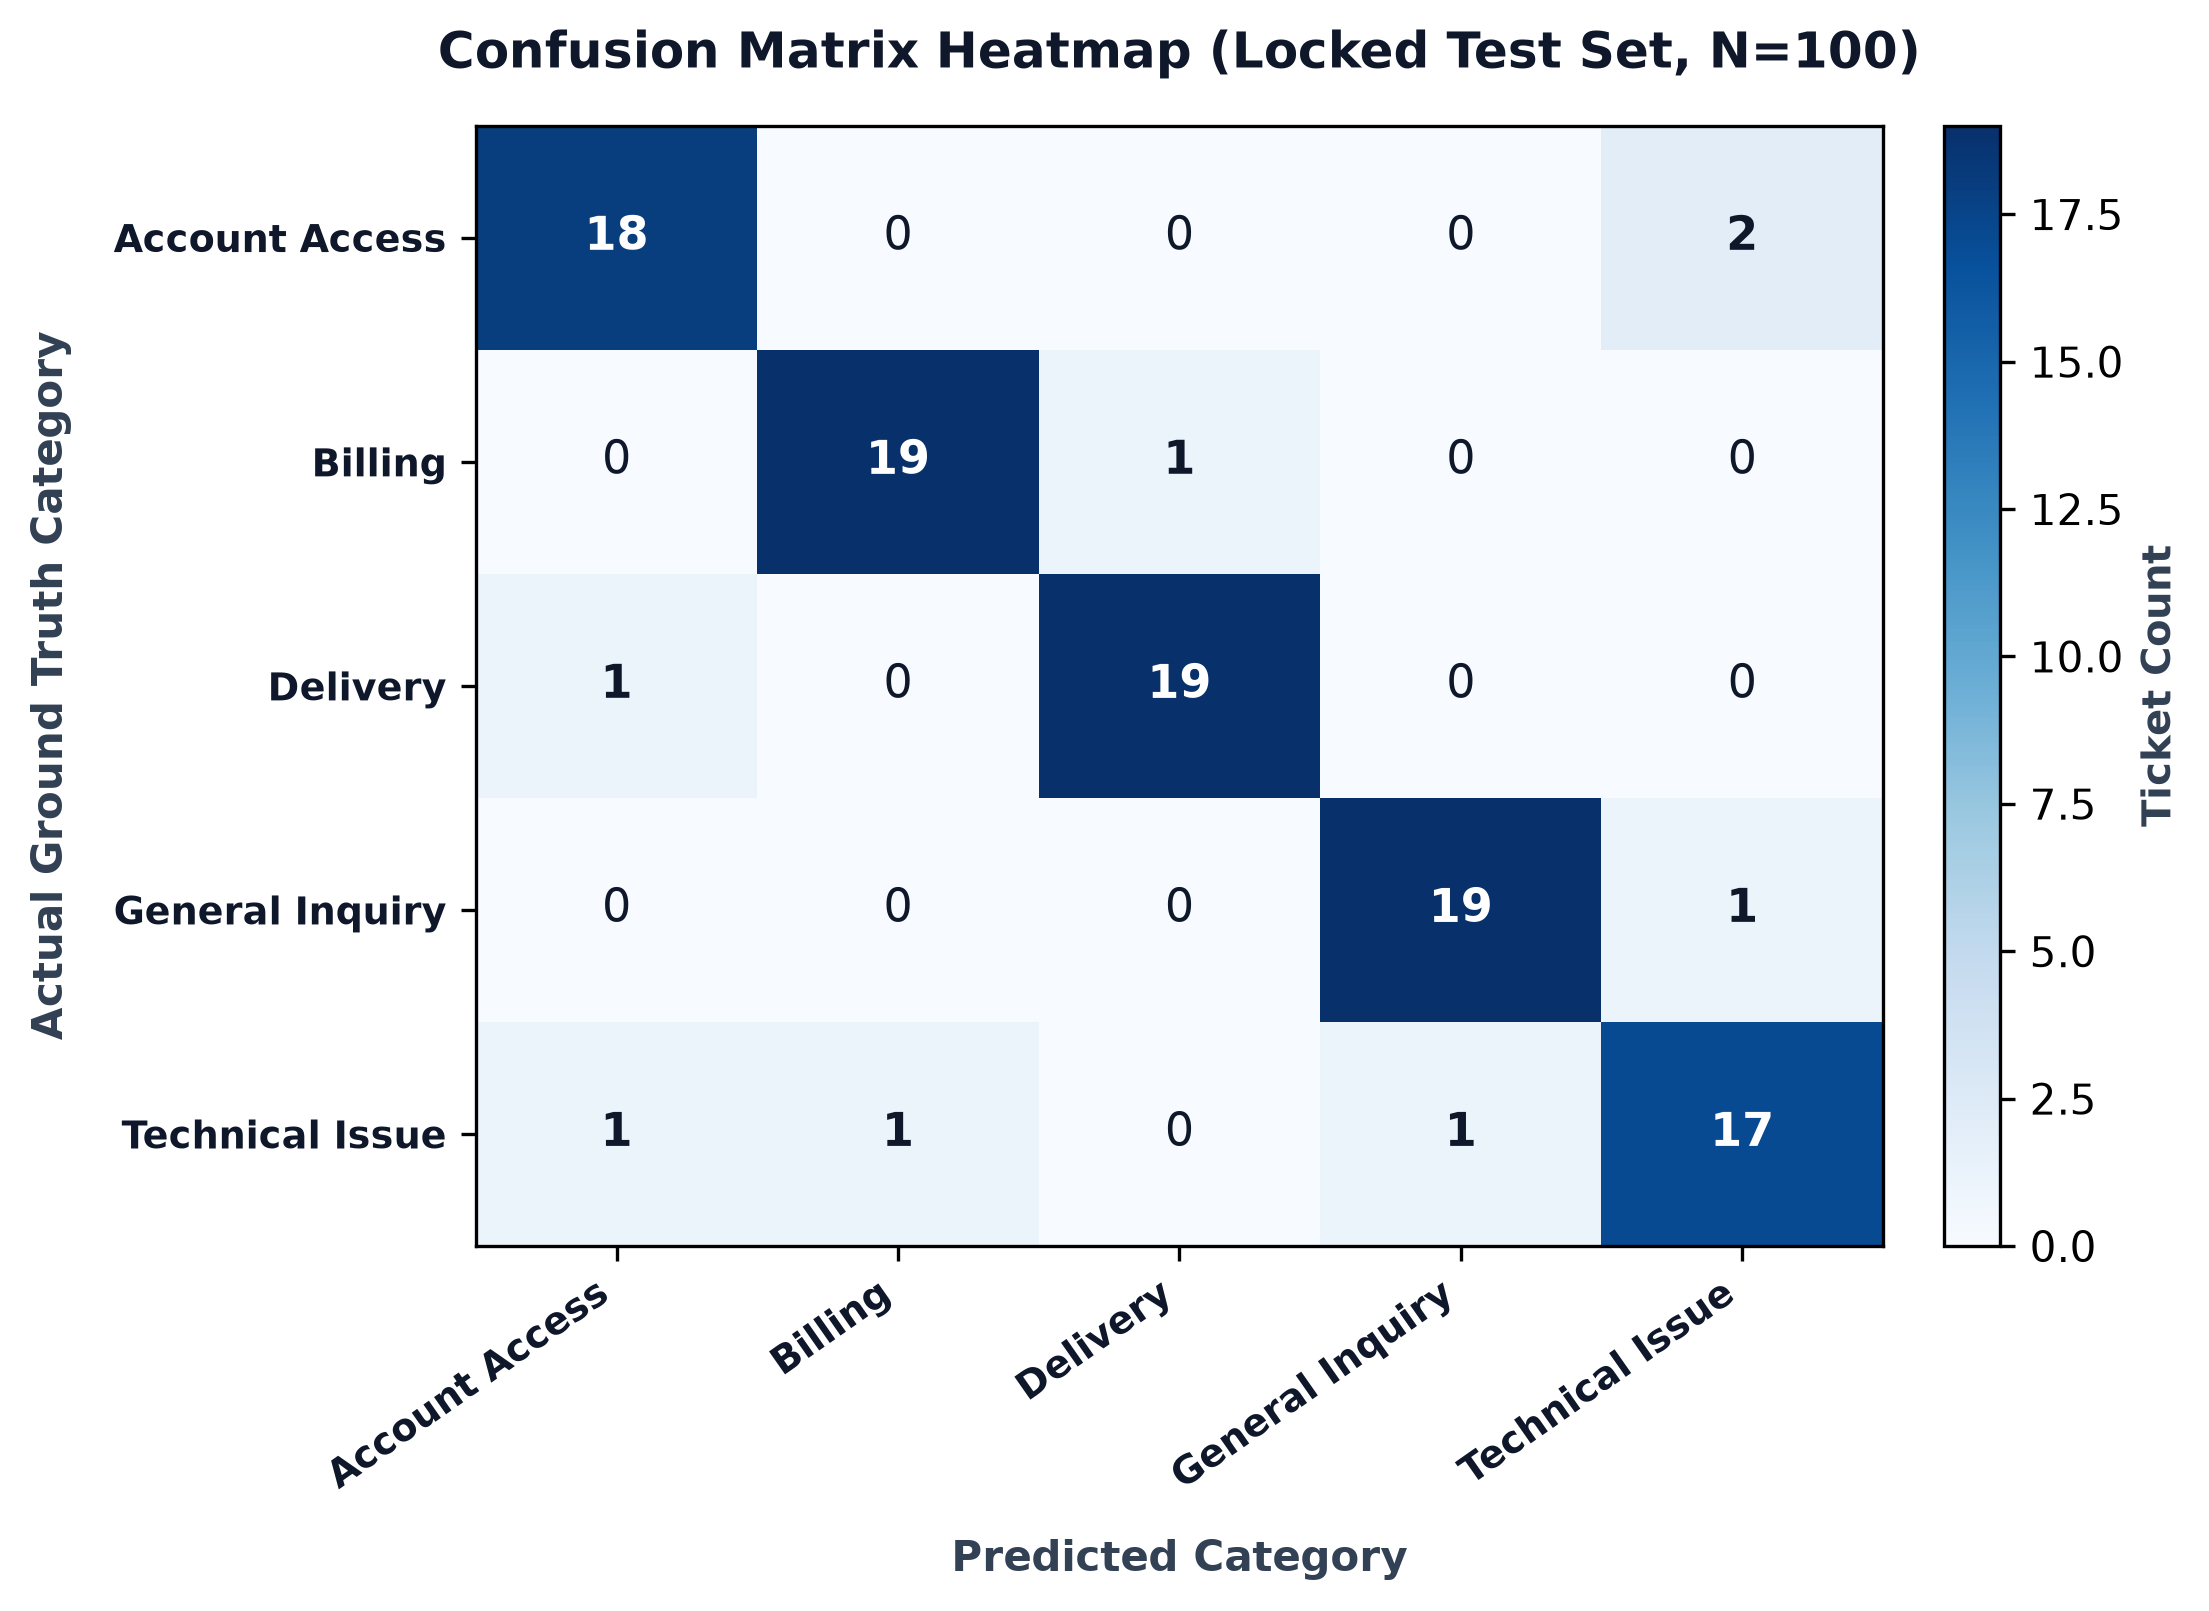 Confusion Matrix Heatmap (Locked Test Set, N=100)
Actual Ground Truth Category
Account Access 18 0 0 0 2
Billing 0 19 1 0 0
Delivery 1 0 19 0 0
General Inquiry 0 0 0 19 1
Technical Issue 1 1 0 1 17
Account Access
Billing
Delivery
General Inquiry
Technical Issue
Predicted Category
17.5
15.0
12.5
10.0
7.5
5.0
2.5
0.0
Ticket Count